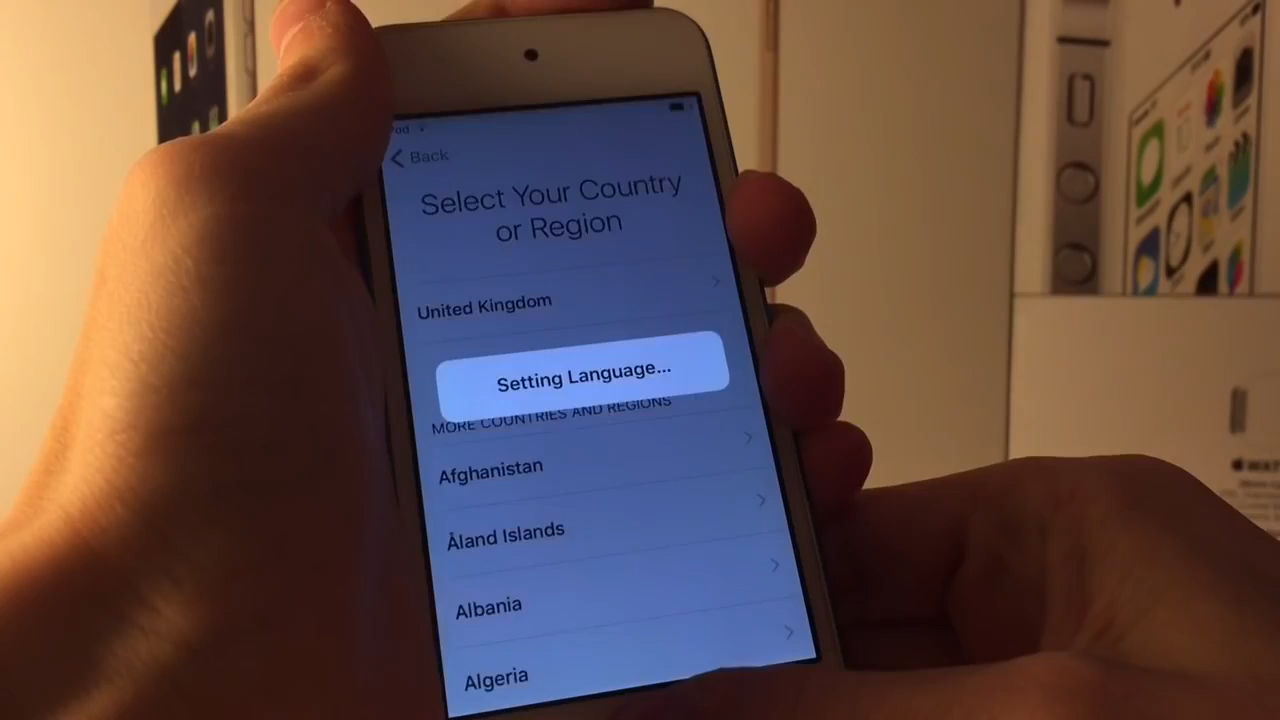 Pod
Back
Select Your Country
or Region
United Kingdom
Setting Language...
MORE COUNTRIES AND REGIONS
Afghanistan
Åland Islands
Albania
Algeria